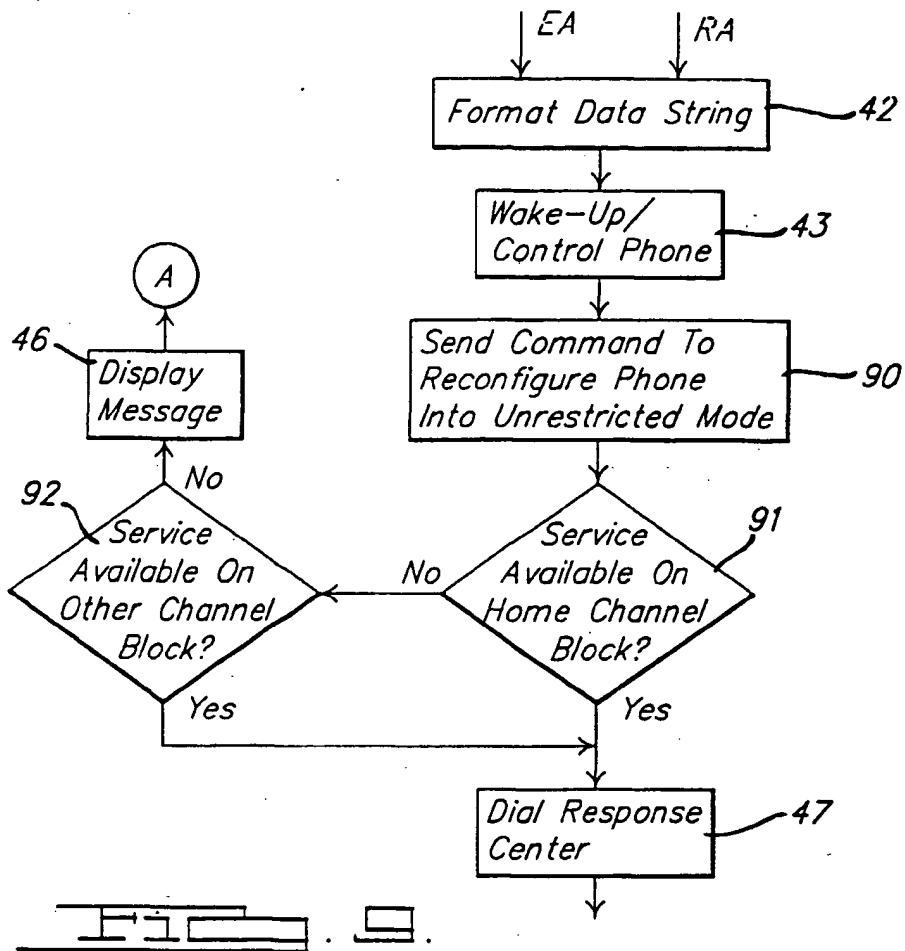 EA
RA
Format Data String
42
Wake-Up/
Control Phone
43
A
46
Display
Message
Send Command To
Reconfigure Phone
Into Unrestricted Mode
90
No
92
Service
Available On
Other Channel
Block?
No
Service
Available On
Home Channel
Block?
91
Yes
Yes
Dial Response
Center
47